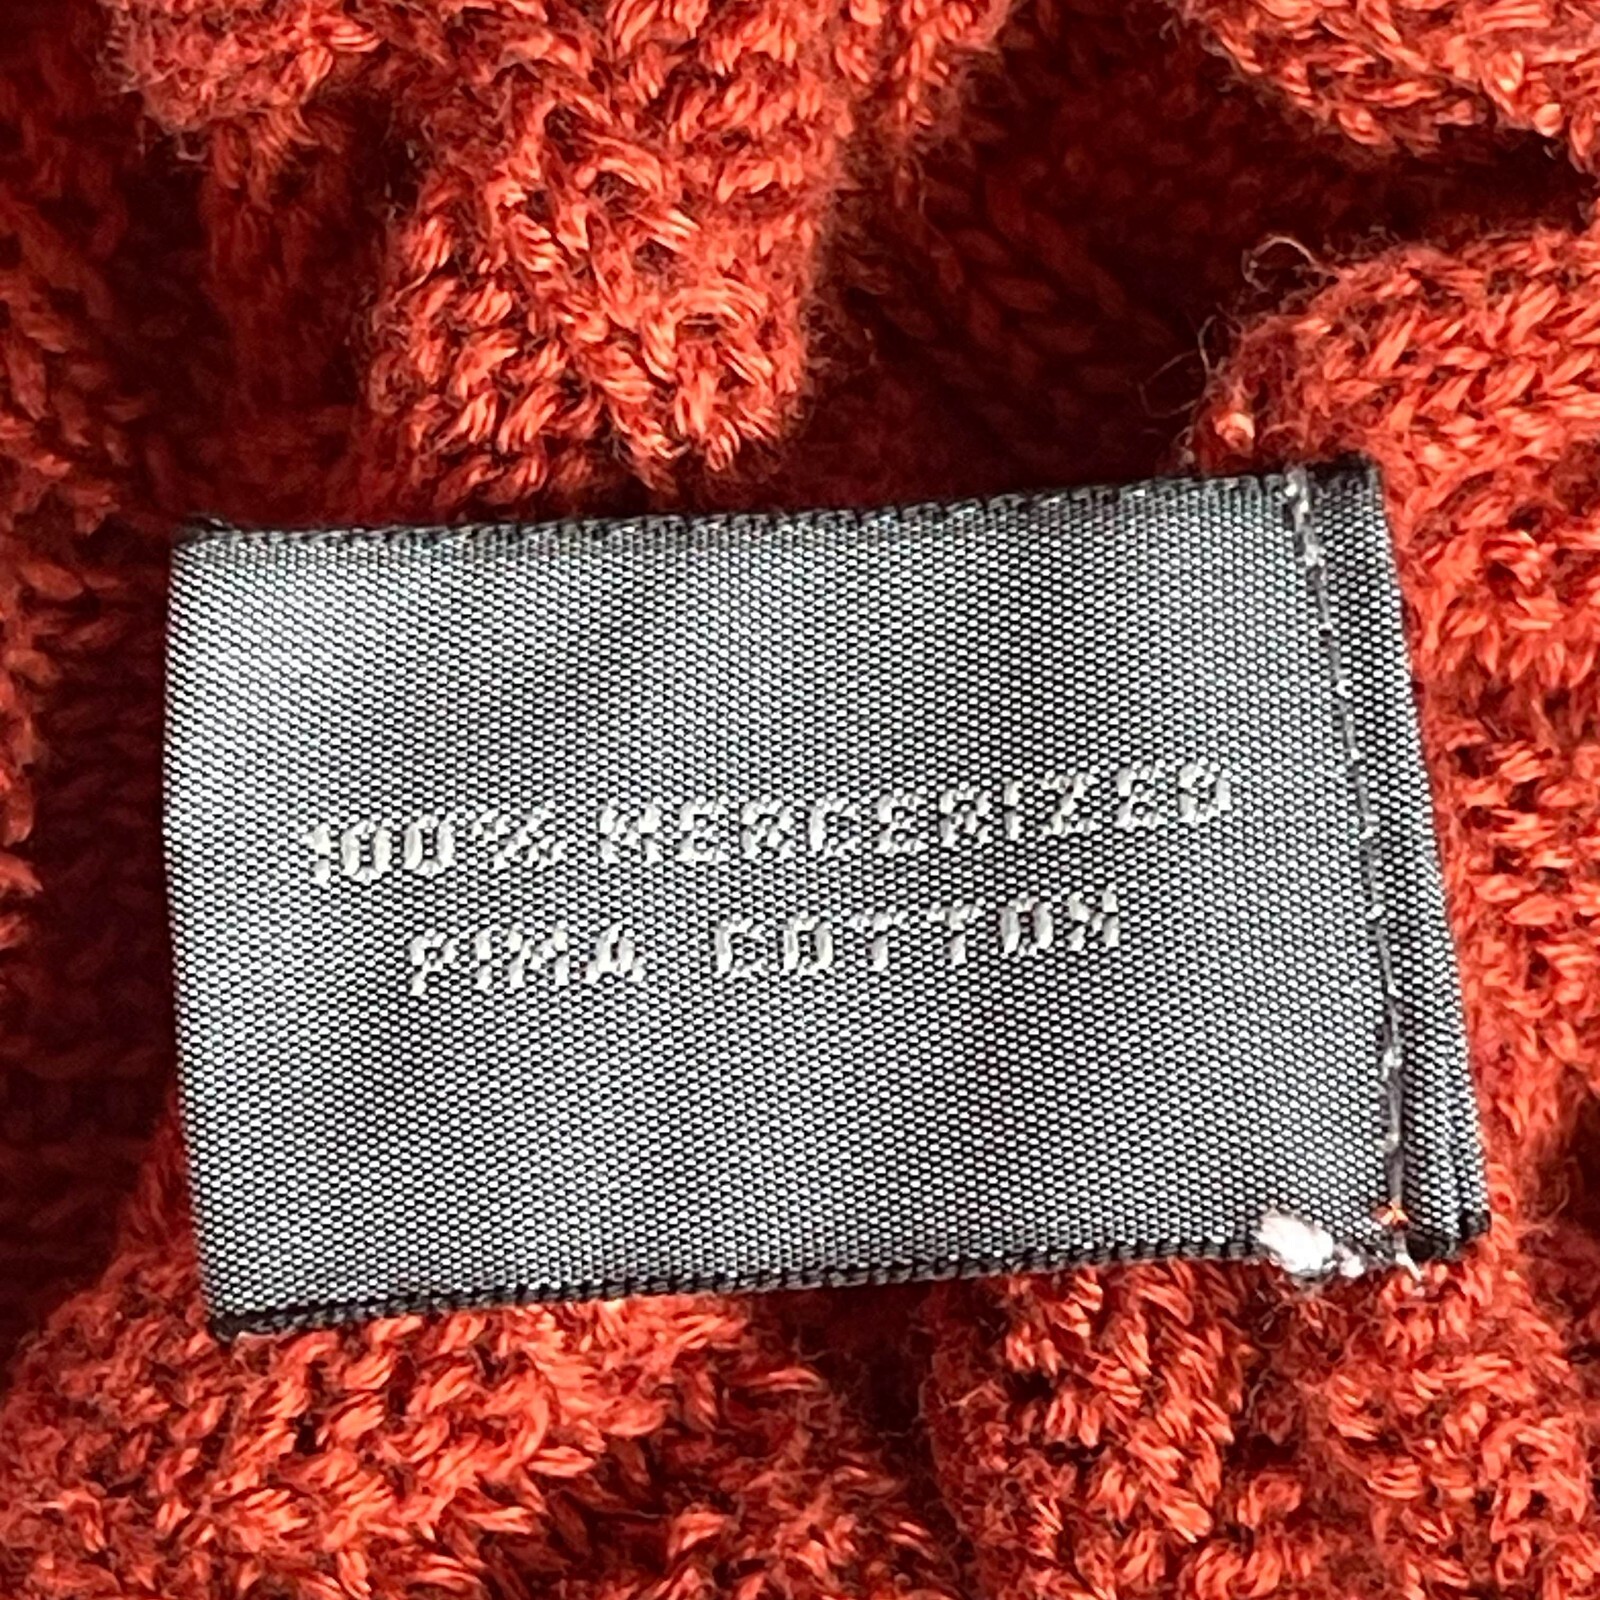 100% MERCERIZED
PIMA COTTON